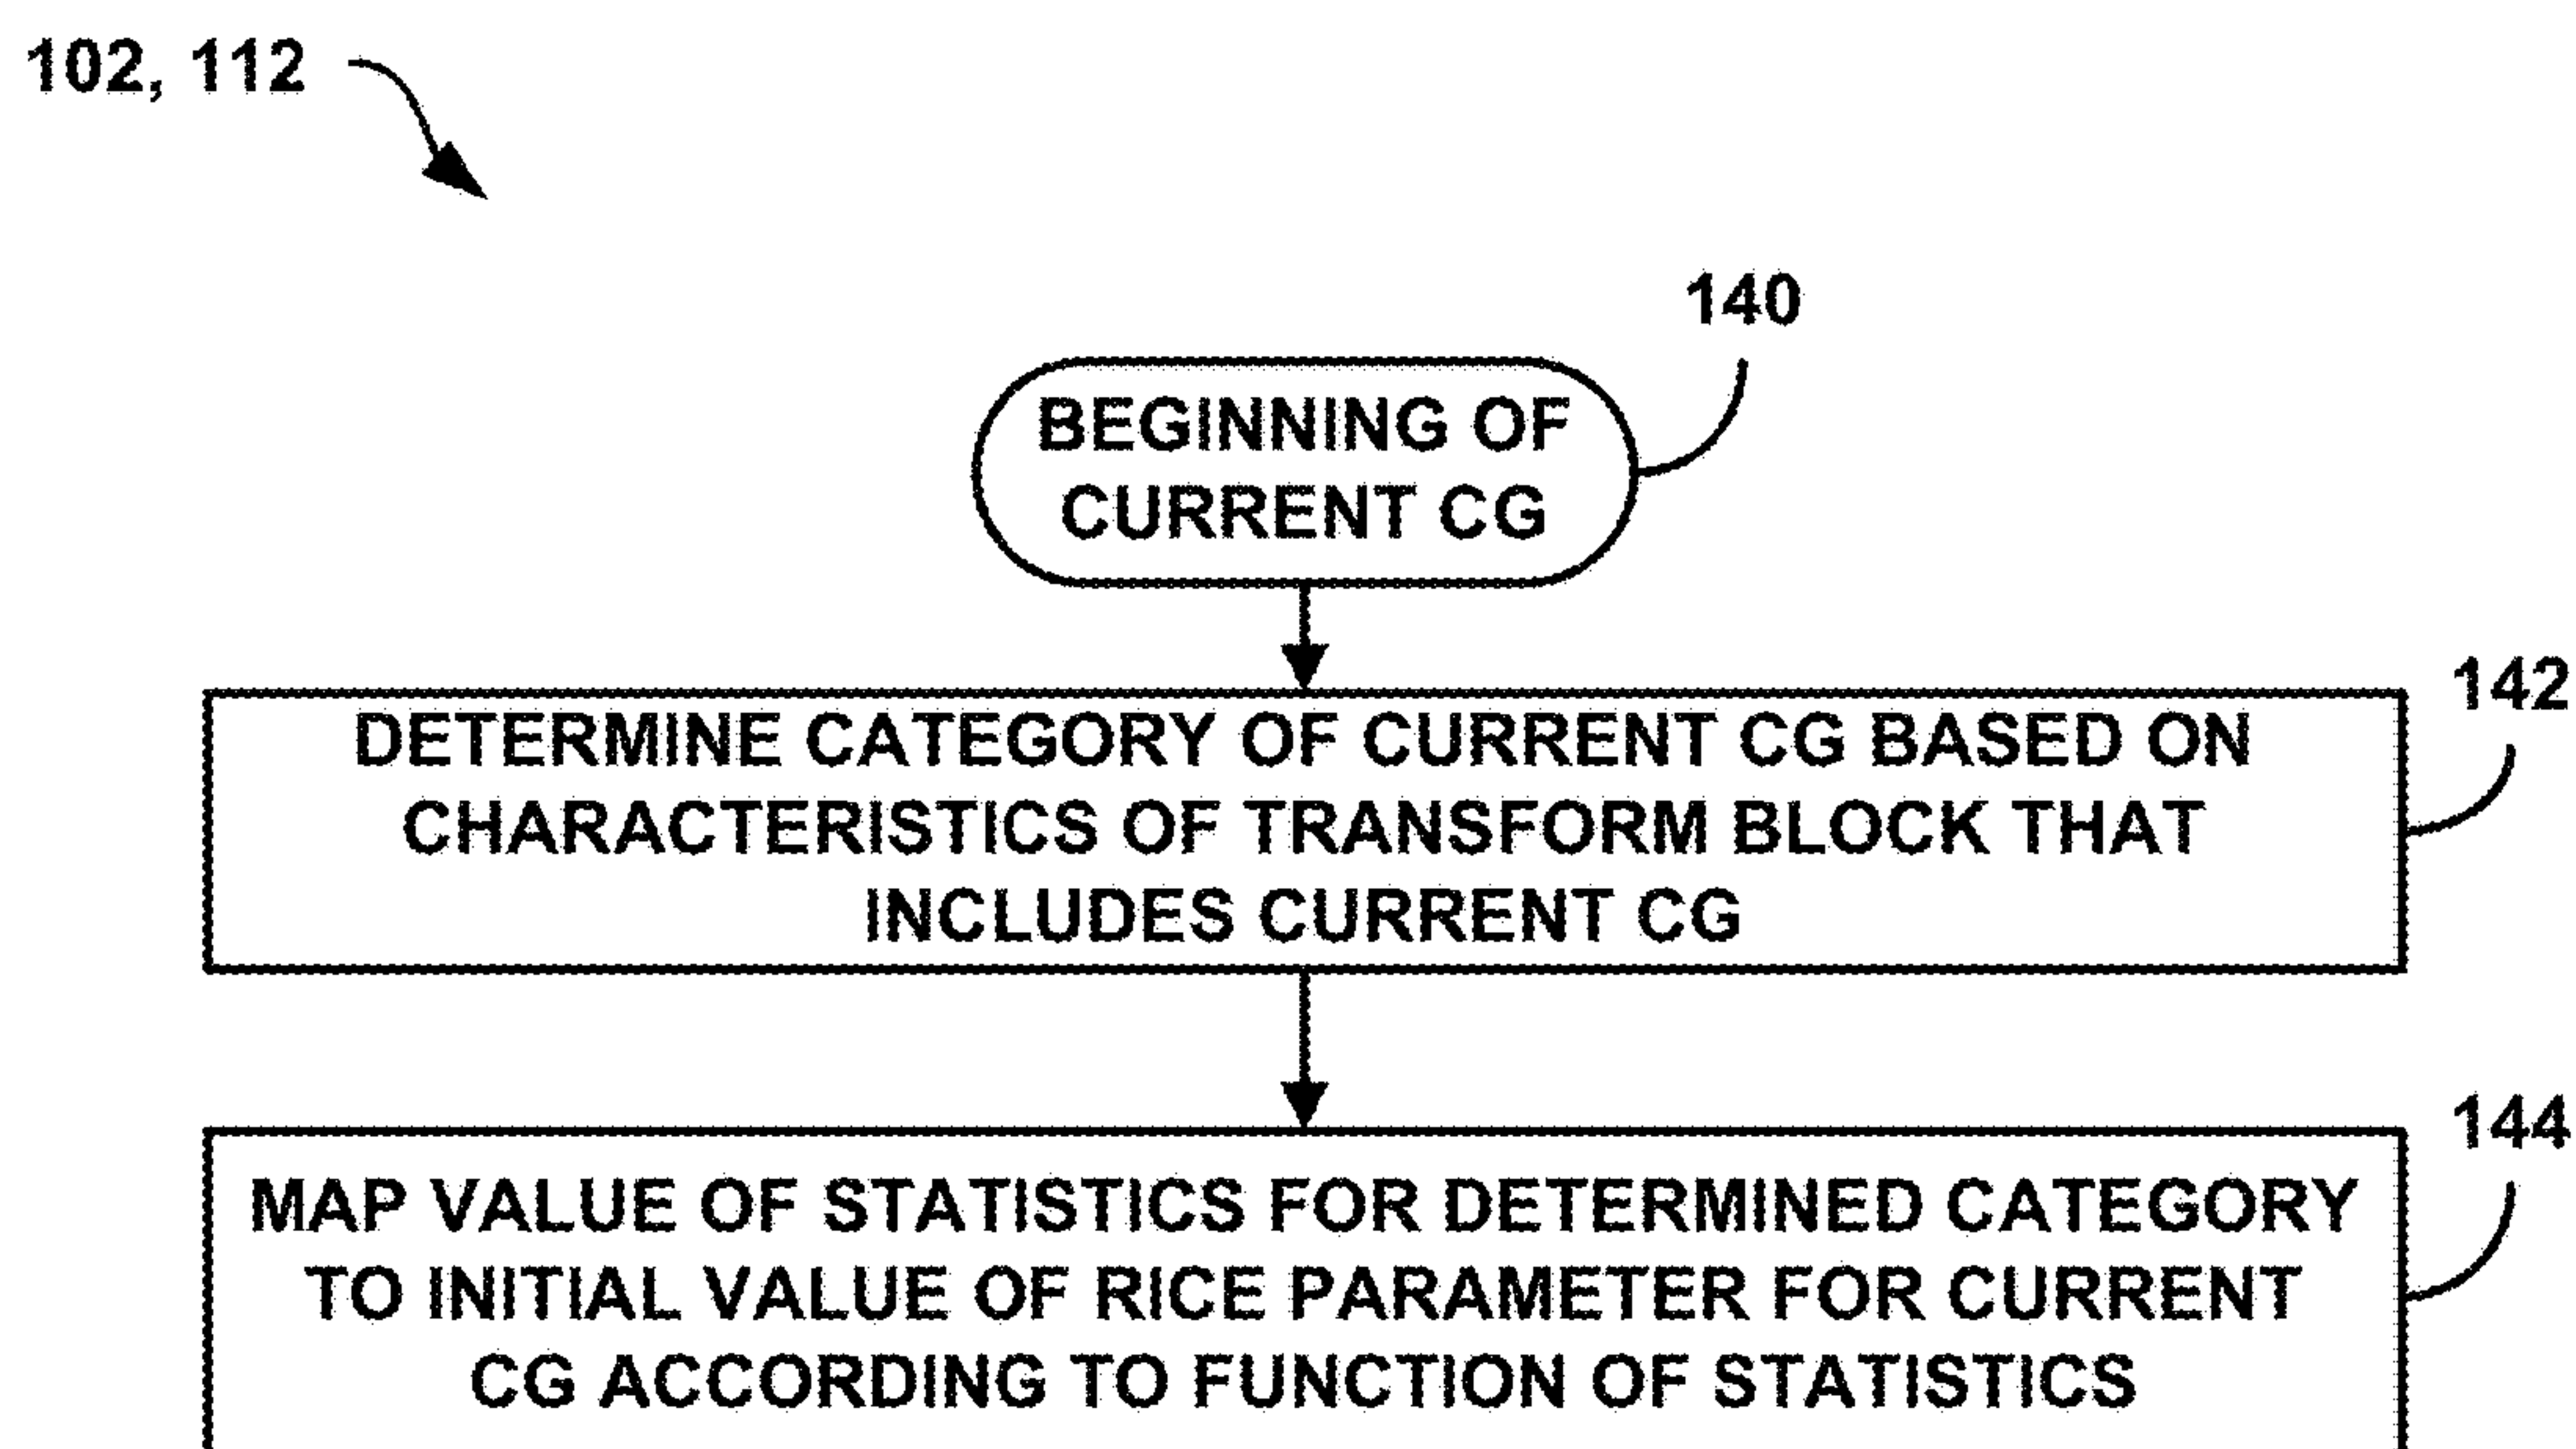 102, 112
140
BEGINNING OF
CURRENT CG
142
DETERMINE CATEGORY OF CURRENT CG BASED ON
CHARACTERISTICS OF TRANSFORM BLOCK THAT
INCLUDES CURRENT CG
144
MAP VALUE OF STATISTICS FOR DETERMINED CATEGORY
TO INITIAL VALUE OF RICE PARAMETER FOR CURRENT
CG ACCORDING TO FUNCTION OF STATISTICS